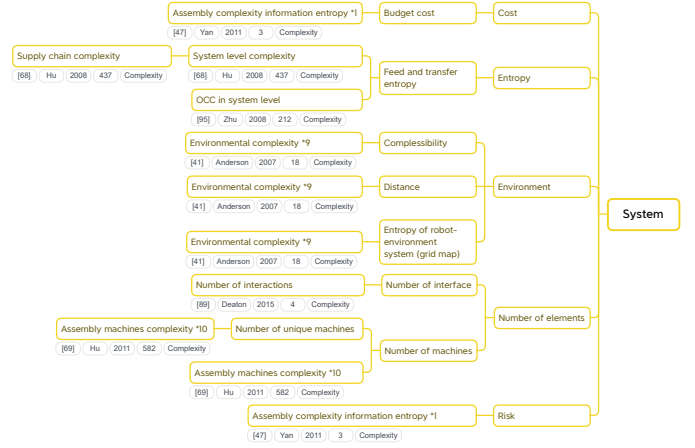 Assembly complexity information entropy *1
Budget cost
Cost
[47] Yan 2011 3 Complexity
Supply chain complexity
System level complexity
[68] Hu 2008 437 Complexity
[68] Hu 2008 437 Complexity
Feed and transfer
entropy
Entropy
OCC in system level
[95] Zhu 2008 212 Complexity
Environmental complexity *9
Complessibility
[41] Anderson 2007 18 Complexity
Environmental complexity *9
Distance
Environment
[41] Anderson 2007 18 Complexity
System
Environmental complexity *9
Entropy of robot-
environment
system (grid map)
[41] Anderson 2007 18 Complexity
Number of interactions
Number of interface
[89] Deaton 2015 4 Complexity
Number of elements
Assembly machines complexity *10
Number of unique machines
[69] Hu 2011 582 Complexity
Number of machines
Assembly machines complexity *10
[69] Hu 2011 582 Complexity
Assembly complexity information entropy *1
Risk
[47] Yan 2011 3 Complexity